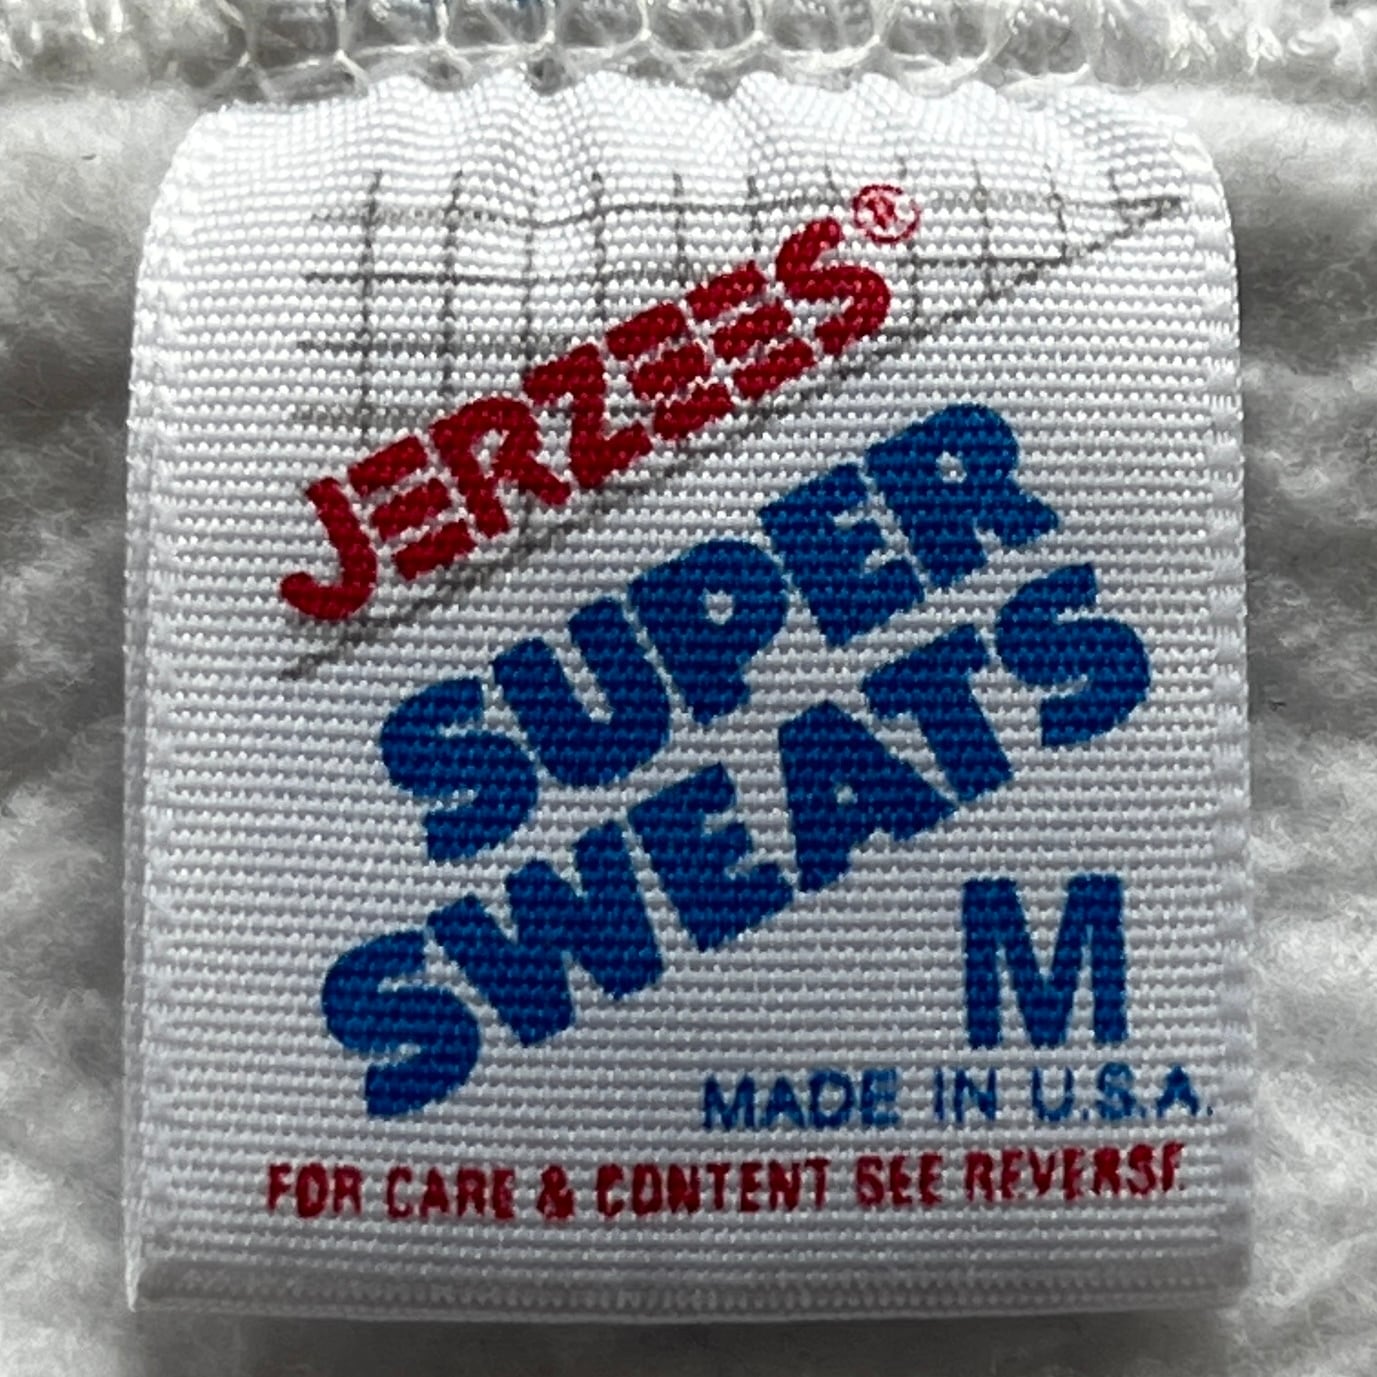 JERZEES®
SUPER
SWEATS
M
MADE IN U.S.A.
FOR CARE & CONTENT SEE REVERSE